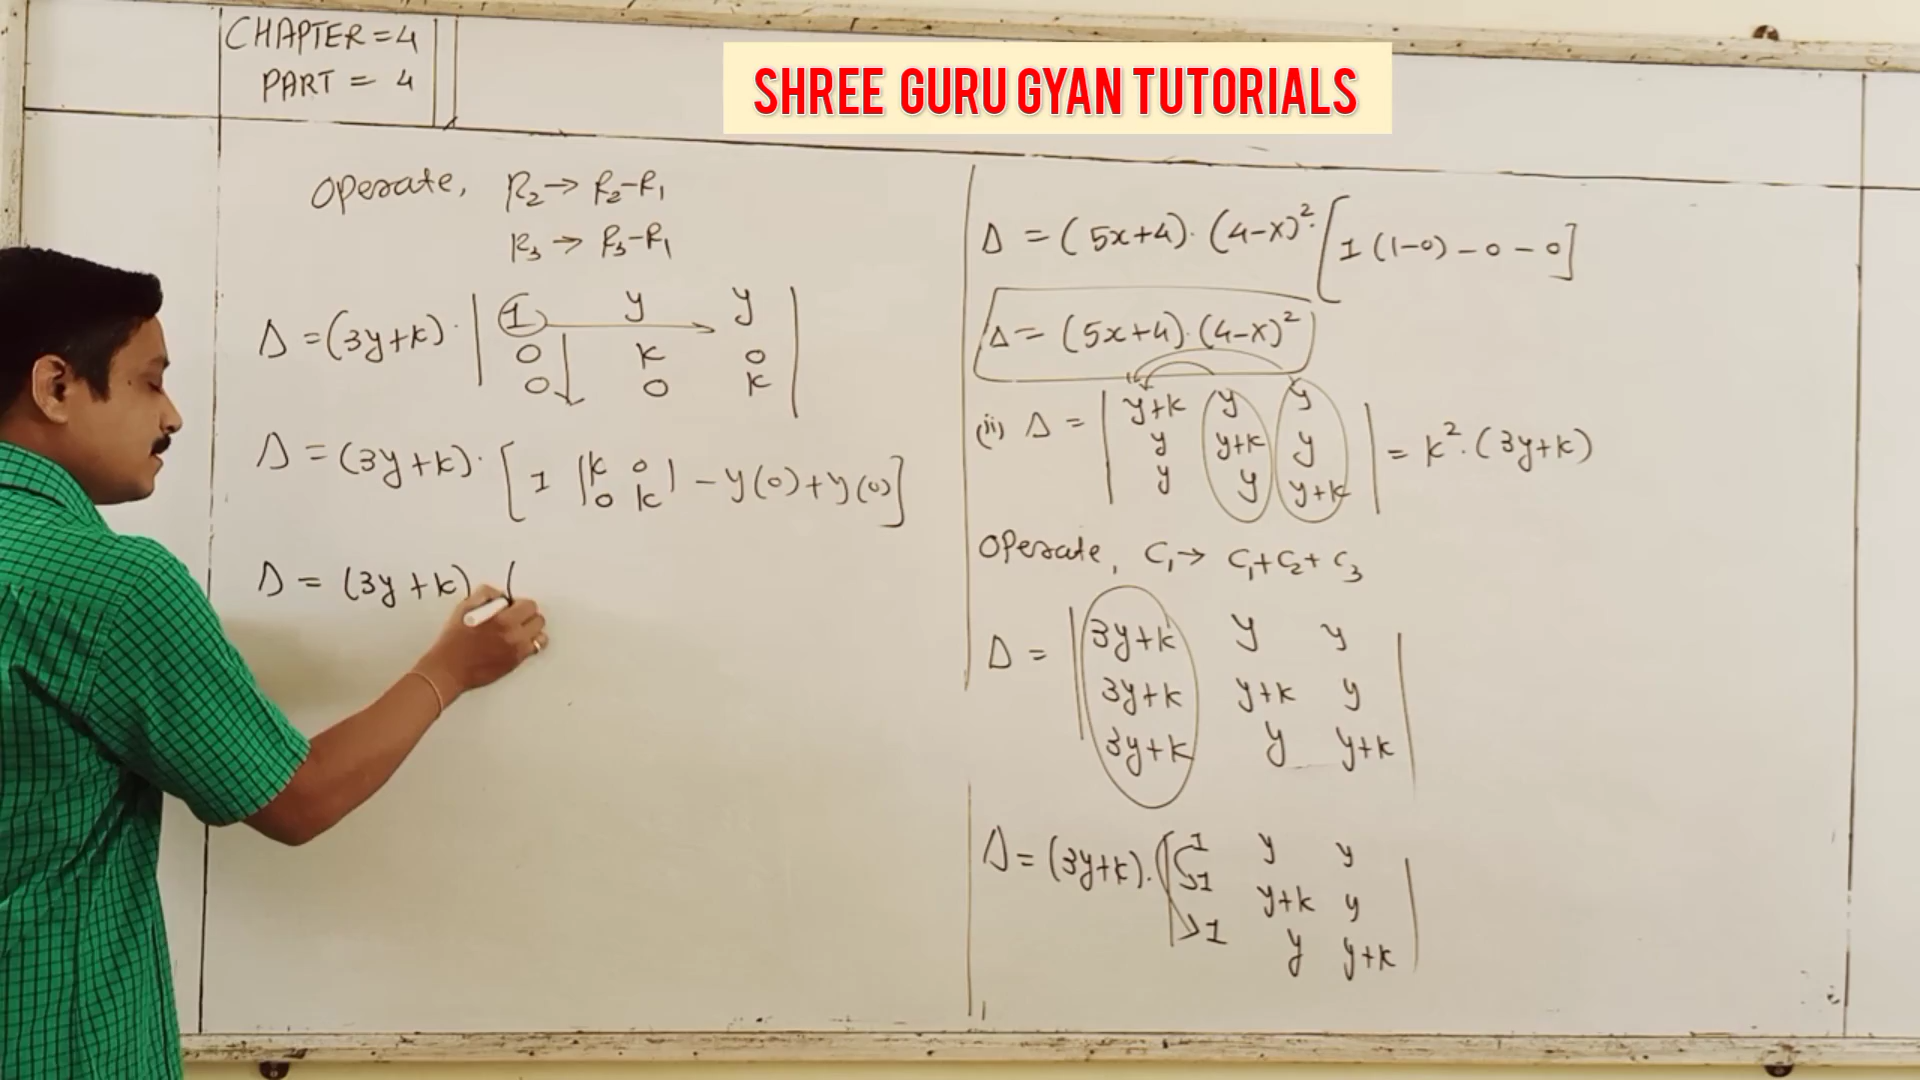 CHAPTER = 4
PART = 4
SHREE GURU GYAN TUTORIALS
Operate, R₂ → R₂-R₁
R₃ → R₃-R₁
Δ = (3y+k) · | 1 y y
0 k 0
0 0 k |
Δ = (3y+k) · [ 1 | k 0
0 k | - y(0) + y(0) ]
Δ = (3y+k) · (
Δ = (5x+4) · (4-x)² · [ 1 (1-0) - 0 - 0 ]
Δ = (5x+4) · (4-x)²
(ii) Δ = | y+k y y
y y+k y
y y y+k | = k² · (3y+k)
Operate, C₁ → C₁+C₂+C₃
Δ = | 3y+k y y
3y+k y+k y
3y+k y y+k |
Δ = (3y+k) · | 1 y y
1 y+k y
1 y y+k |